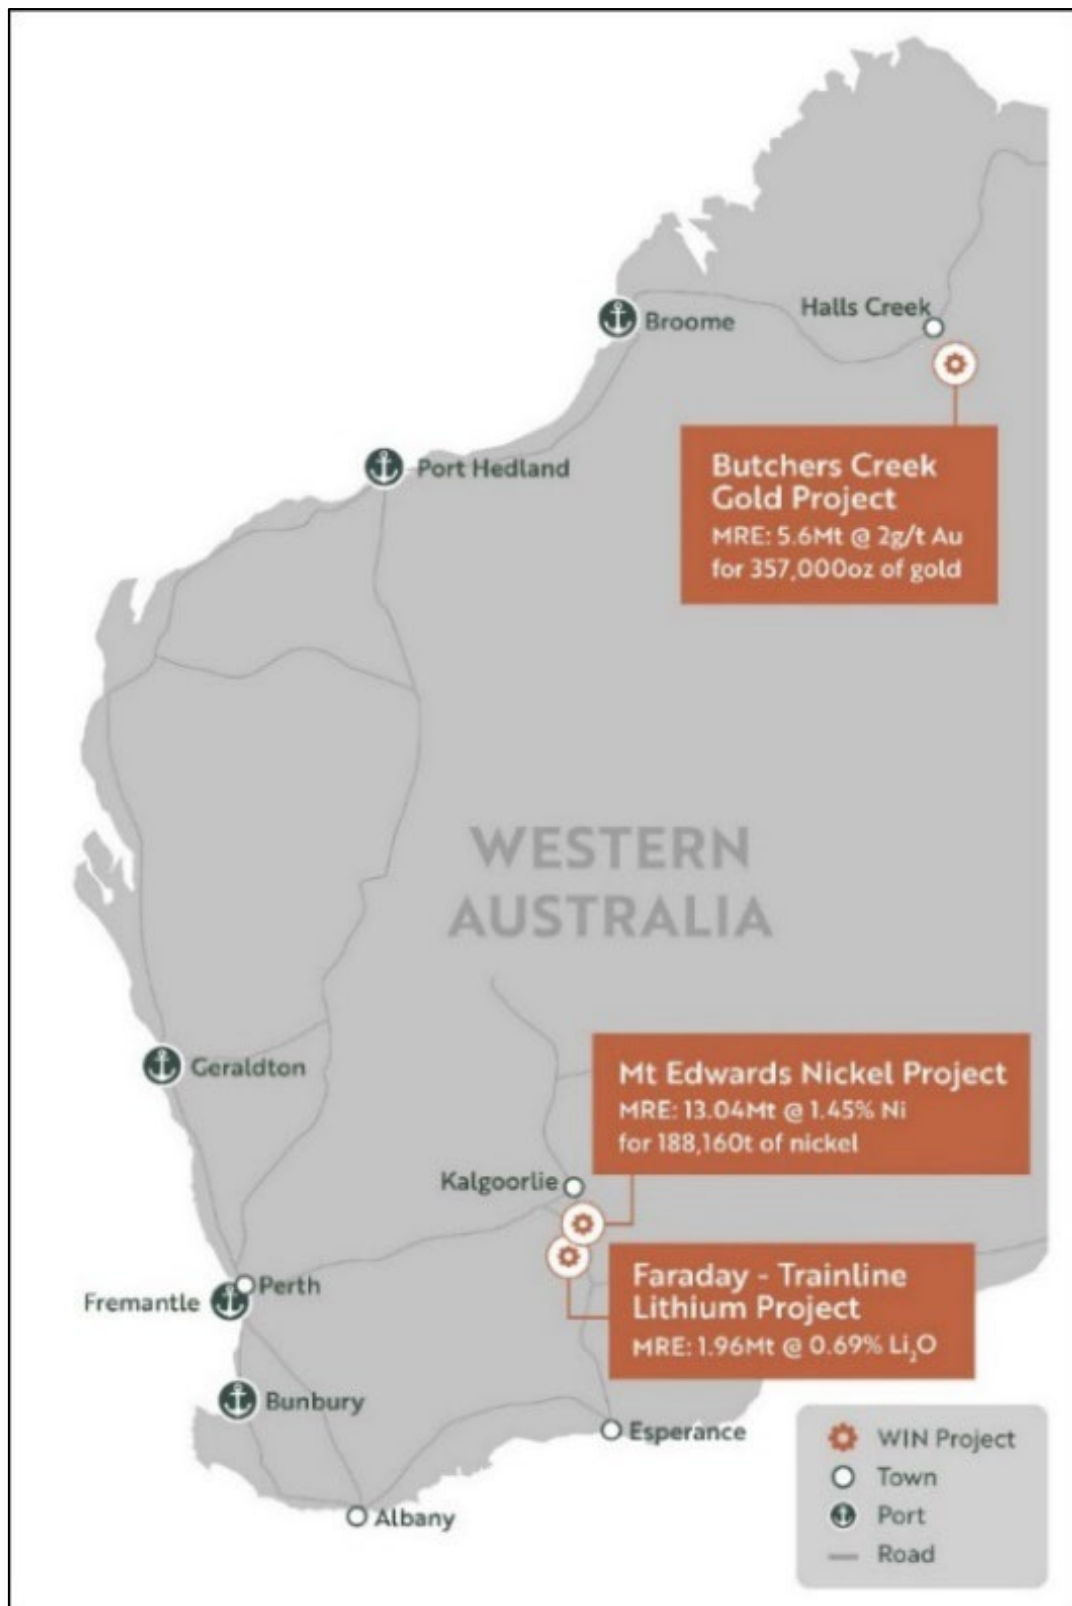 Halls Creek
Broome
Port Hedland
Butchers Creek
Gold Project
MRE: 5.6Mt @ 2g/t Au
for 357,000oz of gold
WESTERN
AUSTRALIA
Geraldton
Mt Edwards Nickel Project
MRE: 13.04Mt @ 1.45% Ni
for 188,160t of nickel
Kalgoorlie
Faraday - Trainline
Lithium Project
MRE: 1.96Mt @ 0.69% Li₂O
Perth
Fremantle
Bunbury
Esperance
Albany
WIN Project
Town
Port
Road